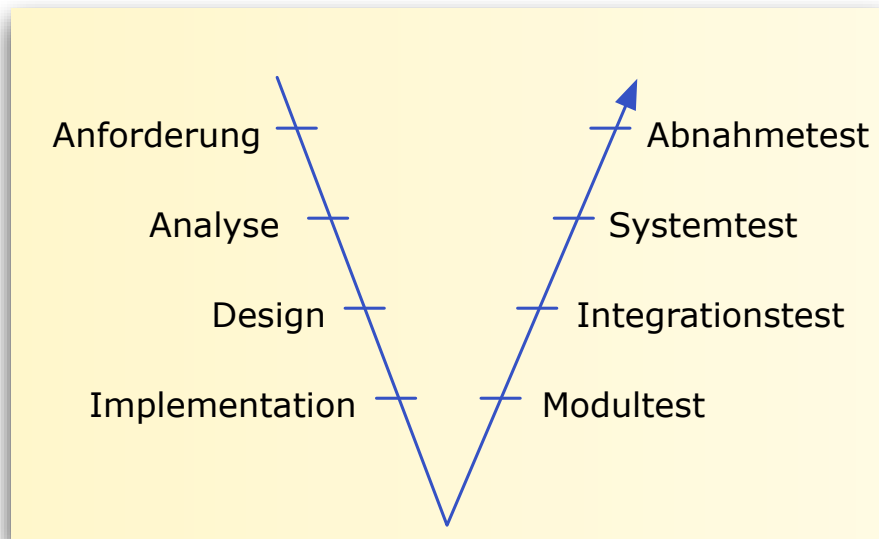 Anforderung
Abnahmetest
Analyse
Systemtest
Design
Integrationstest
Implementation
Modultest